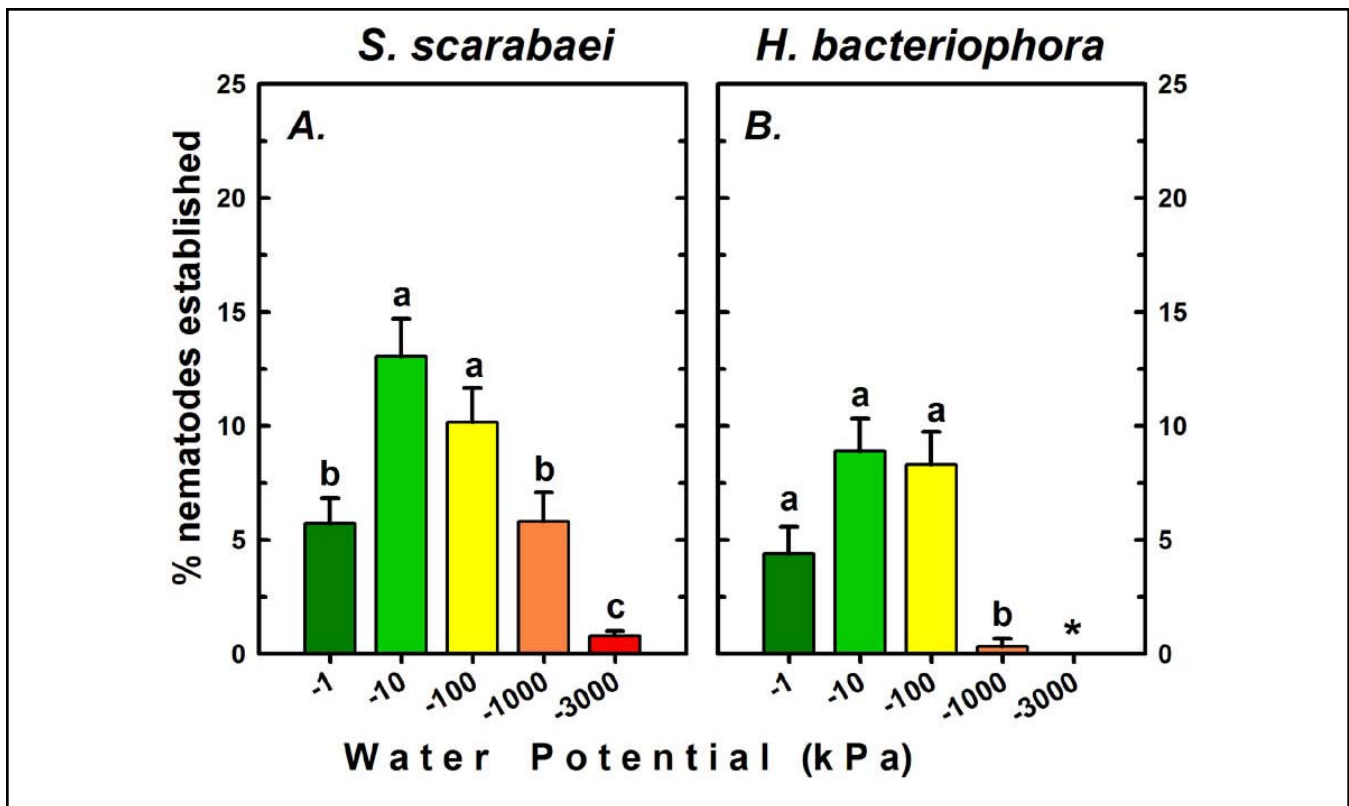 S. scarabaei H. bacteriophora
25 25
A. B.
20 20
% nematodes established
15 15
a
a
10 a a 10
b b
a
5 5
c b *
0 0
-1 -10 -100 -1000 -3000 -1 -10 -100 -1000 -3000
Water Potential (kPa)